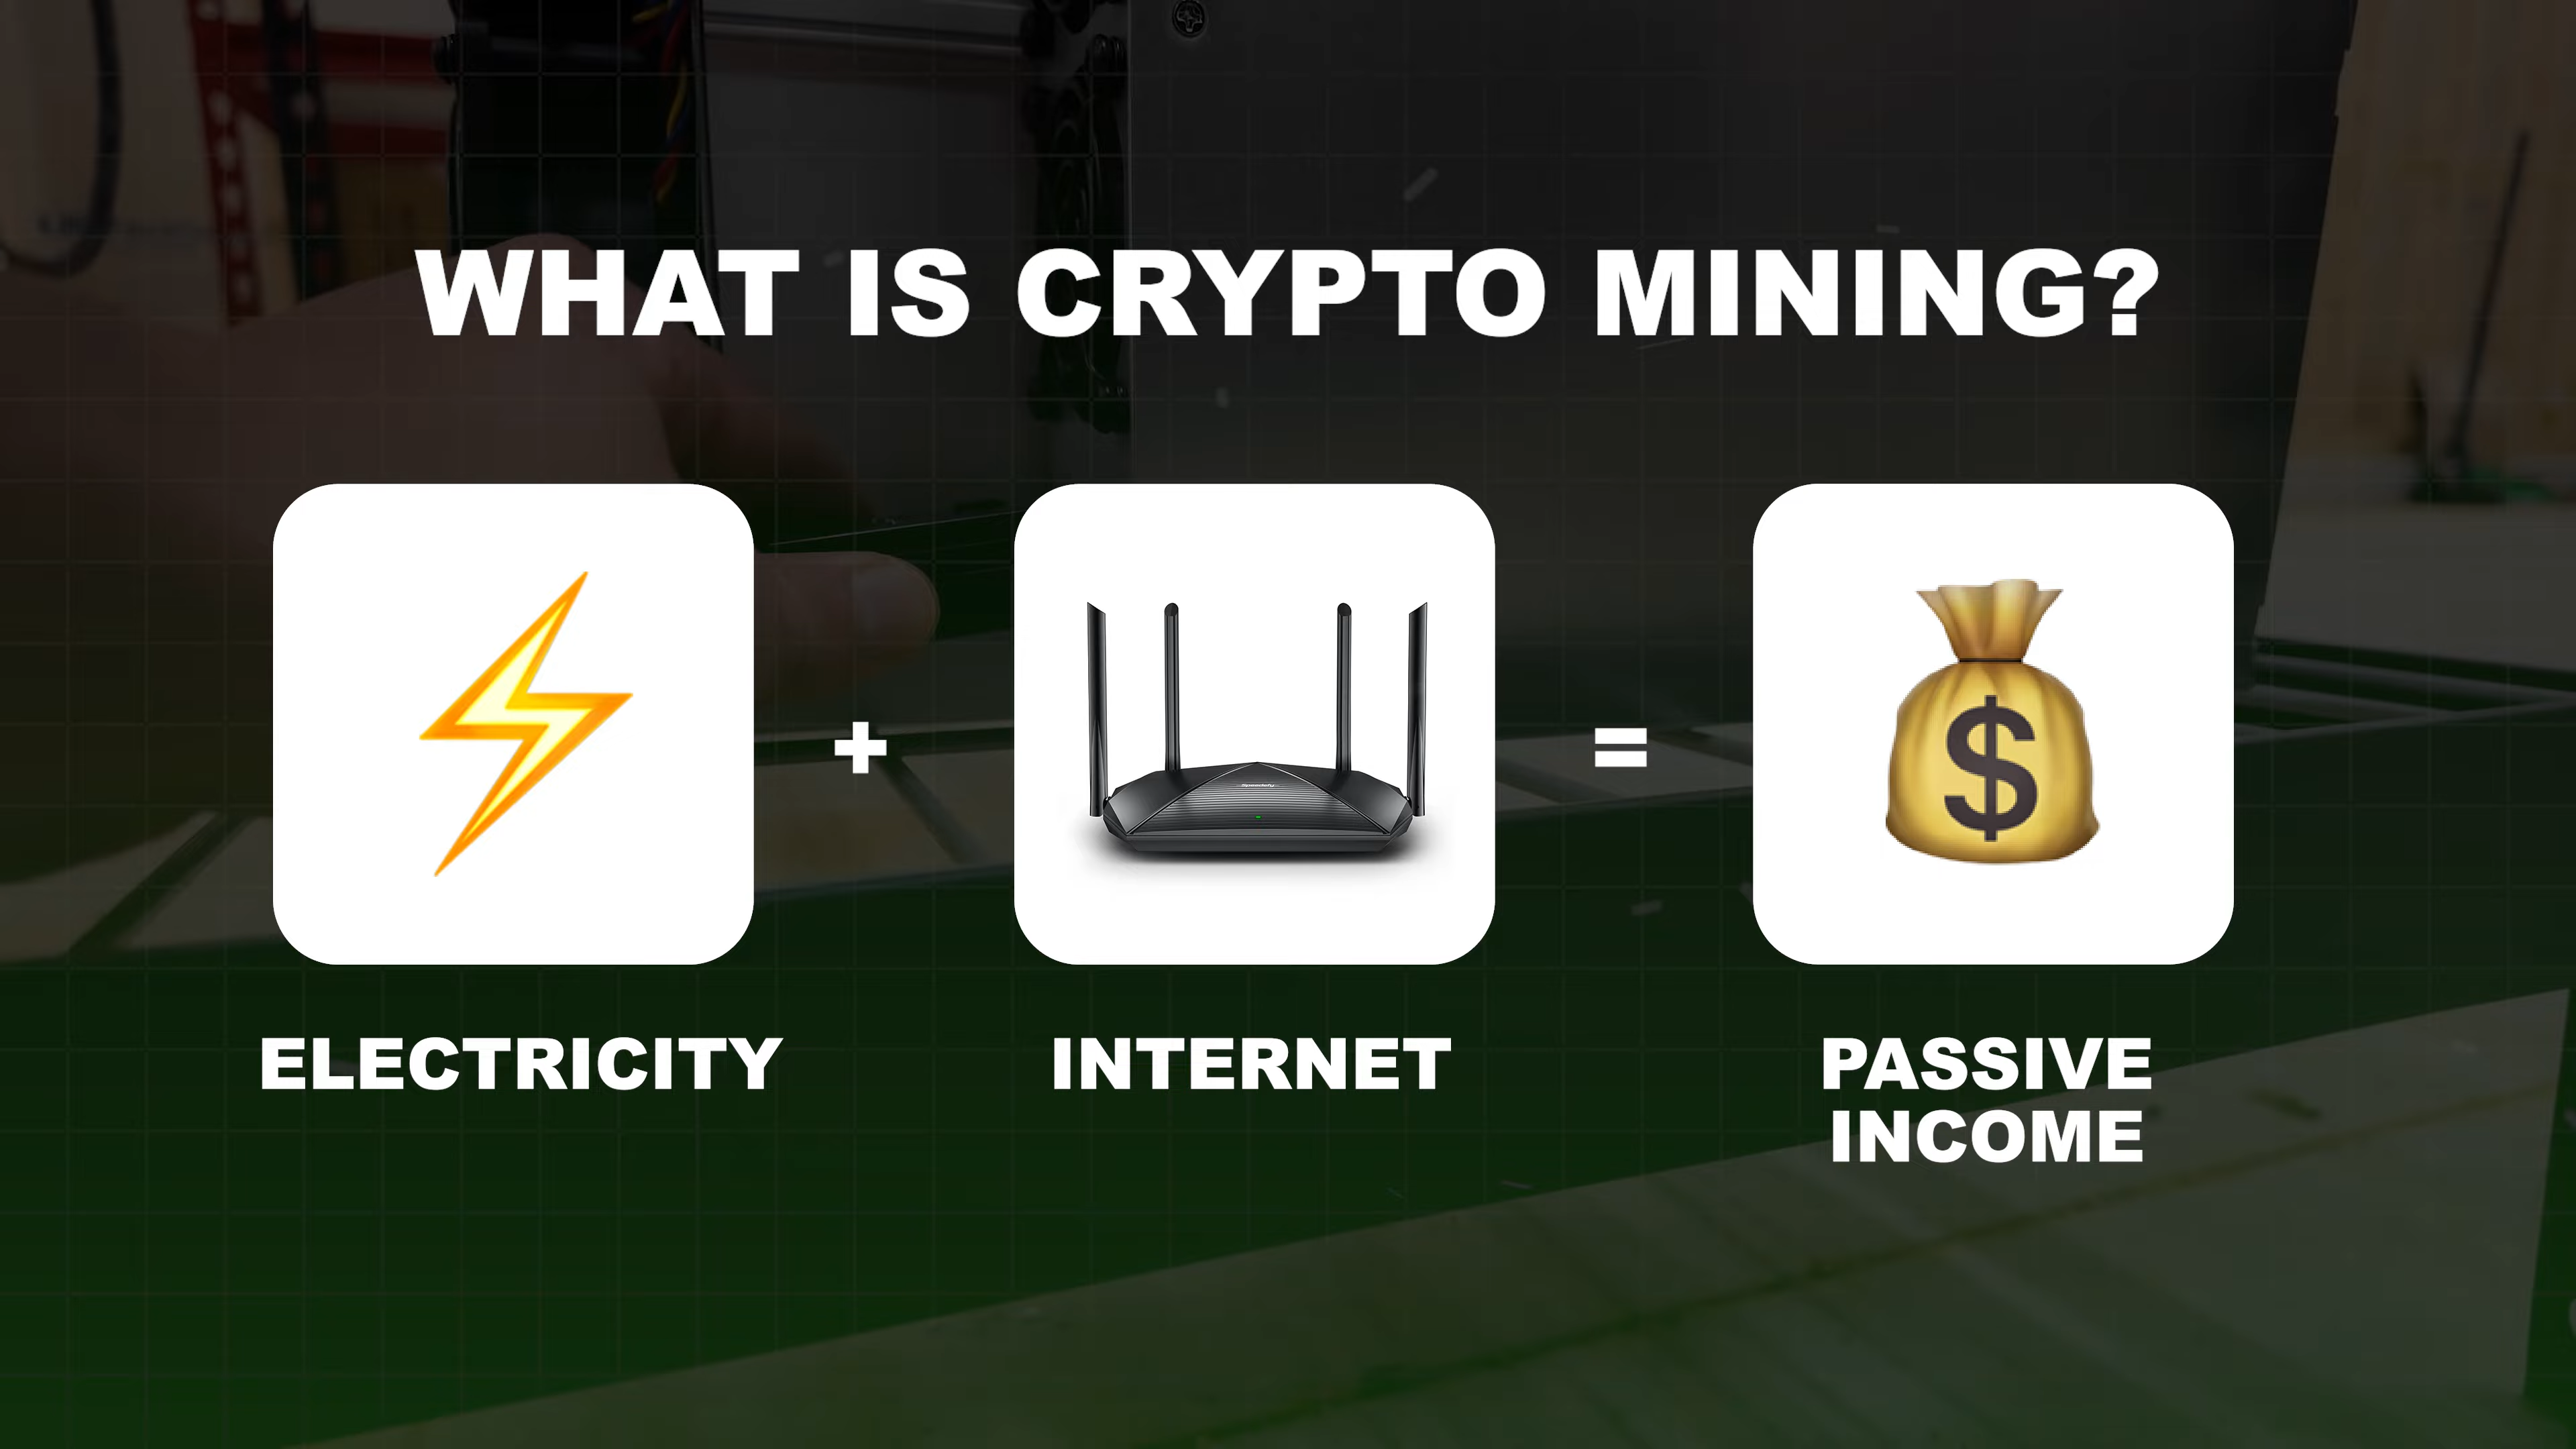 WHAT IS CRYPTO MINING?
+
=
$
ELECTRICITY
INTERNET
PASSIVE
INCOME